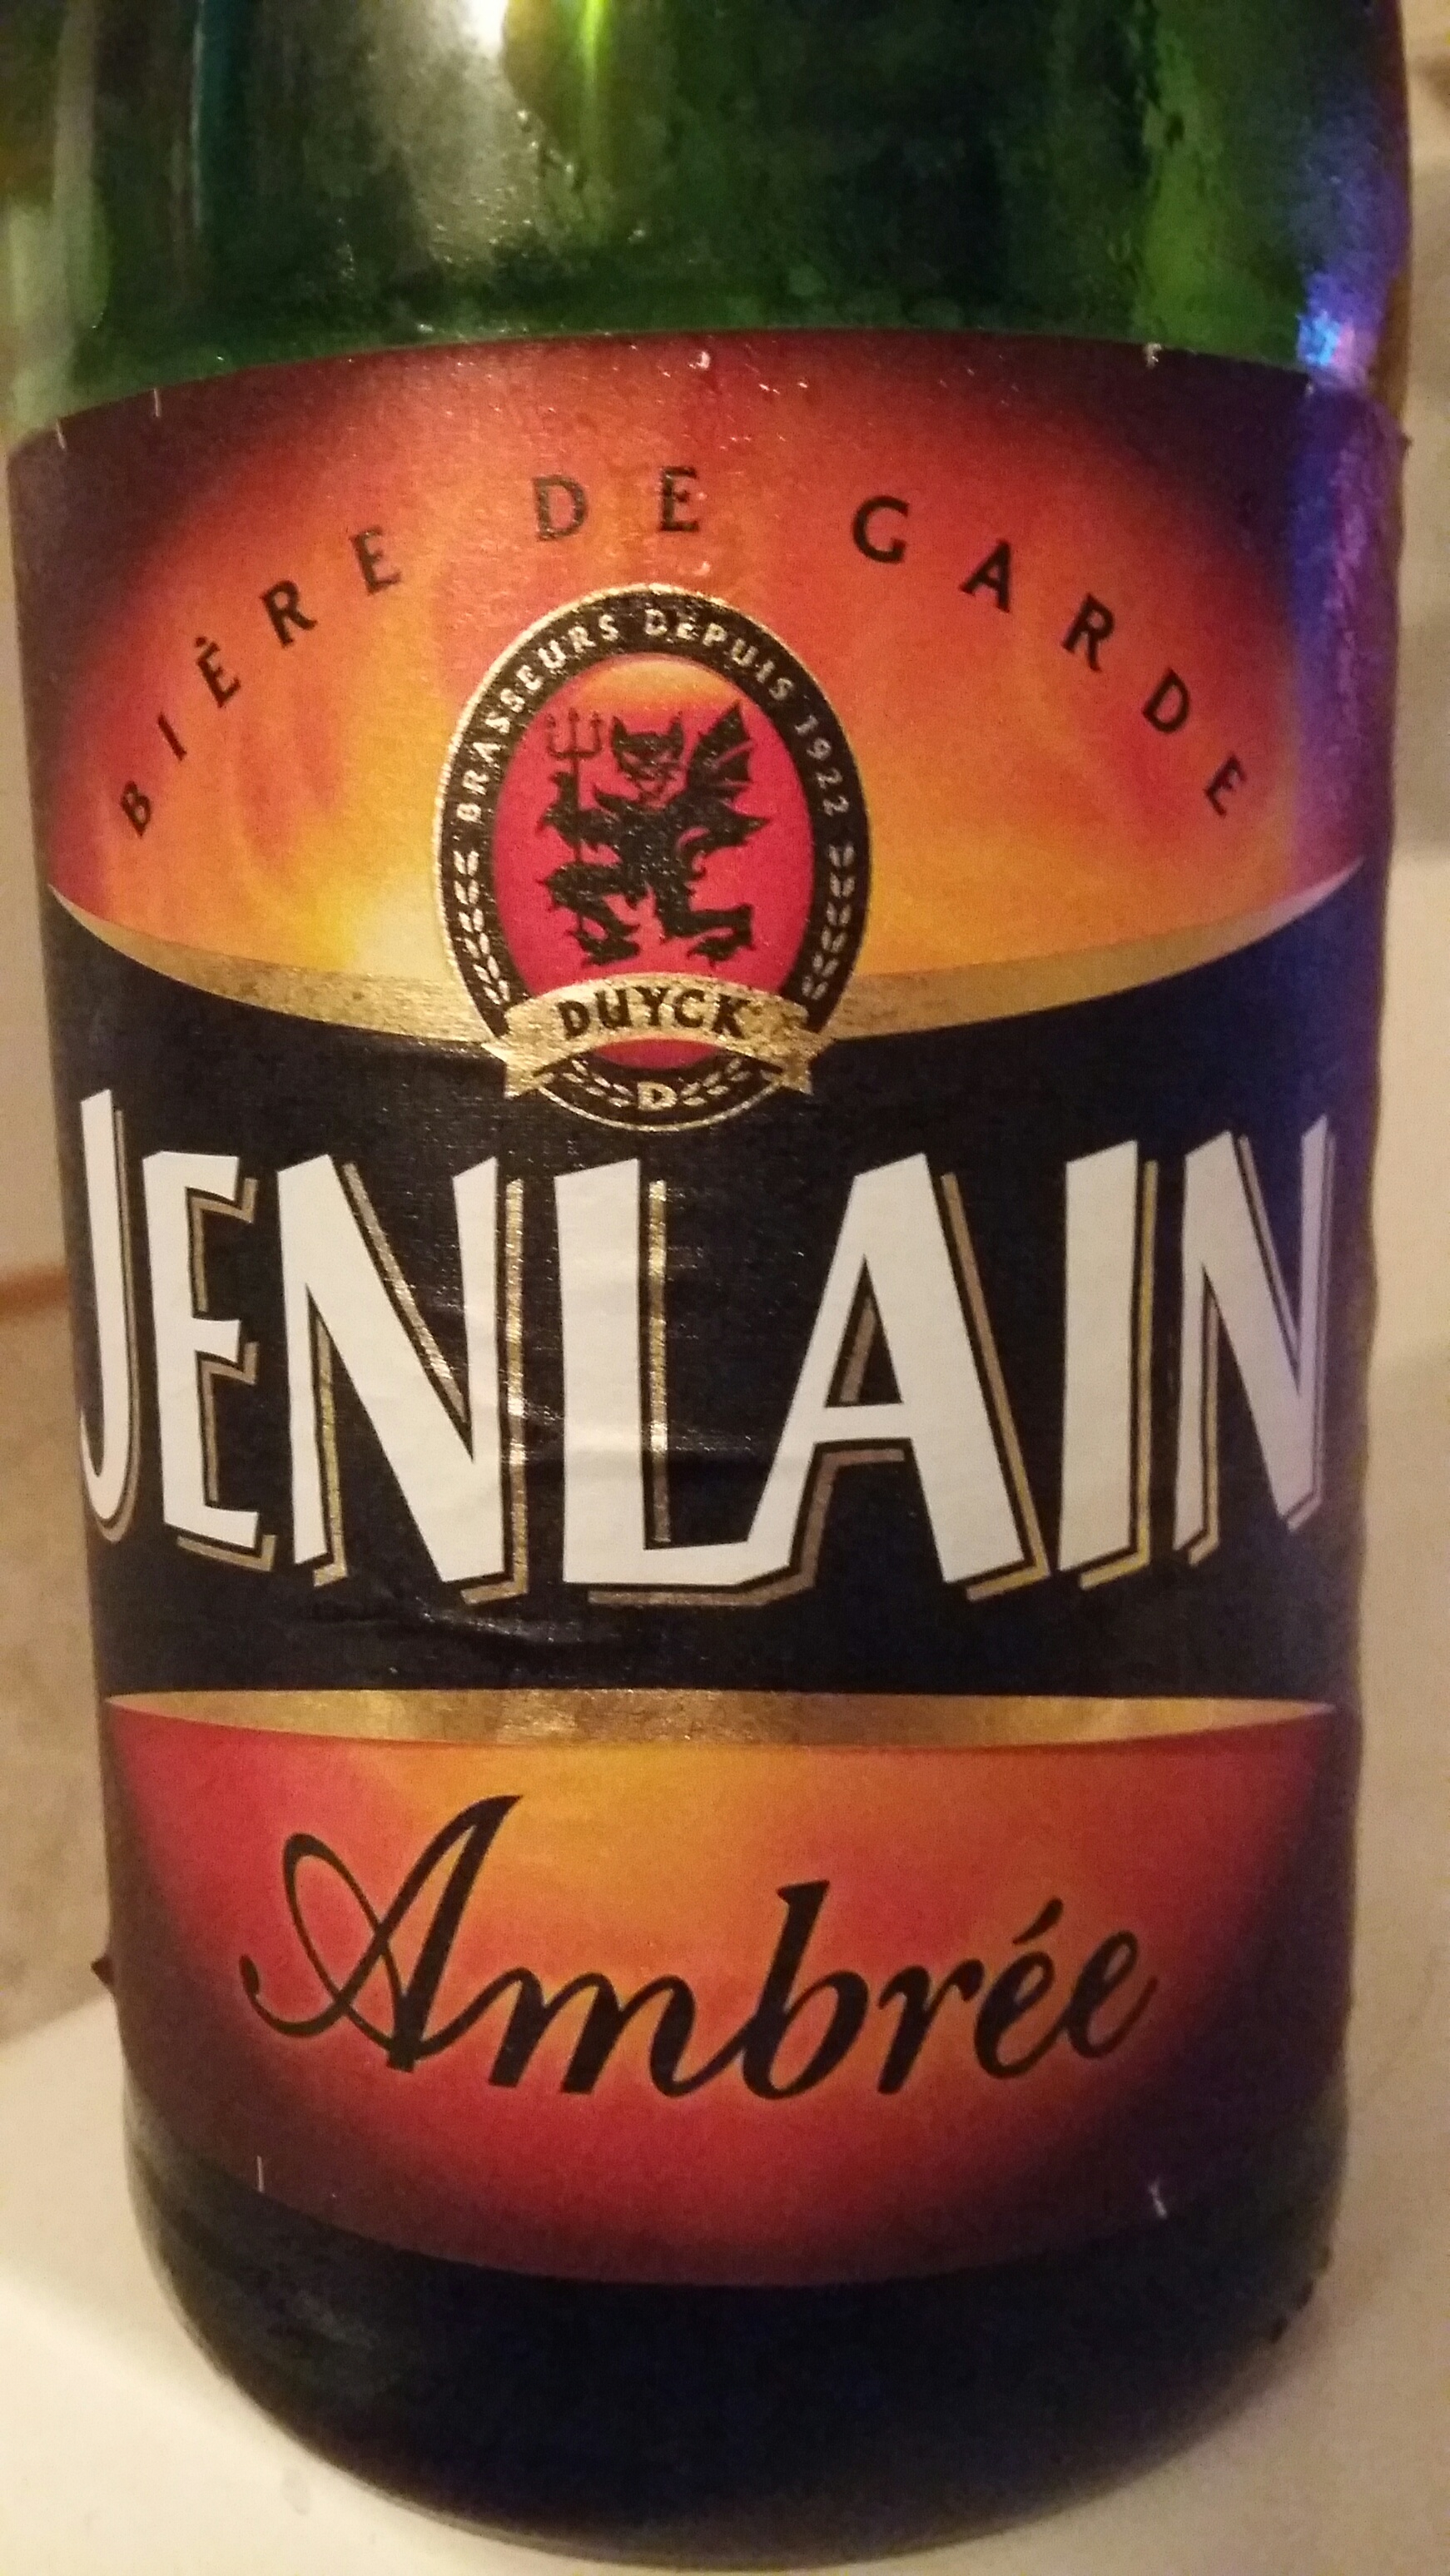 BIÈRE DE GARDE
BRASSEURS DEPUIS 1922
DUYCK
D
JENLAIN
Ambrée